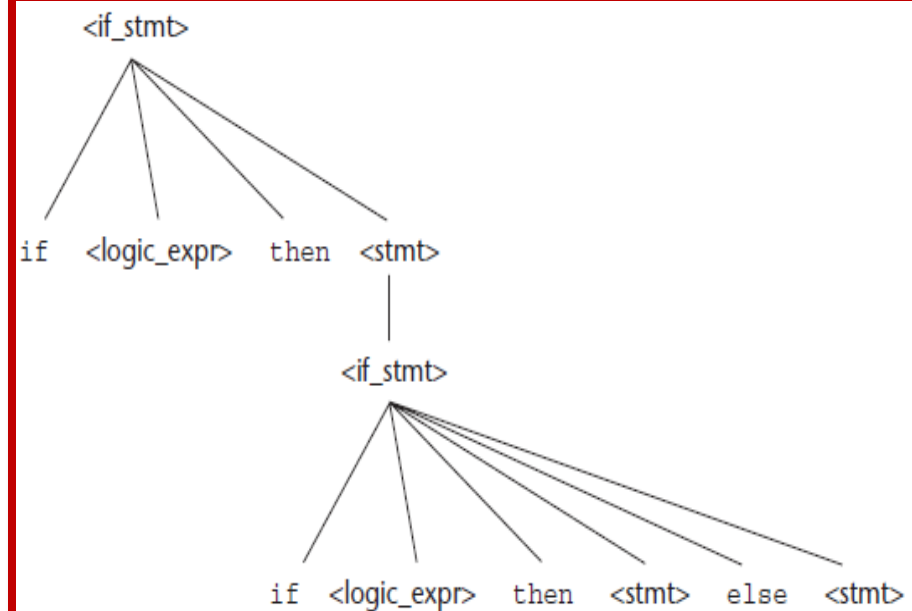 <if_stmt>
if <logic_expr> then <stmt>
<if_stmt>
if <logic_expr> then <stmt> else <stmt>